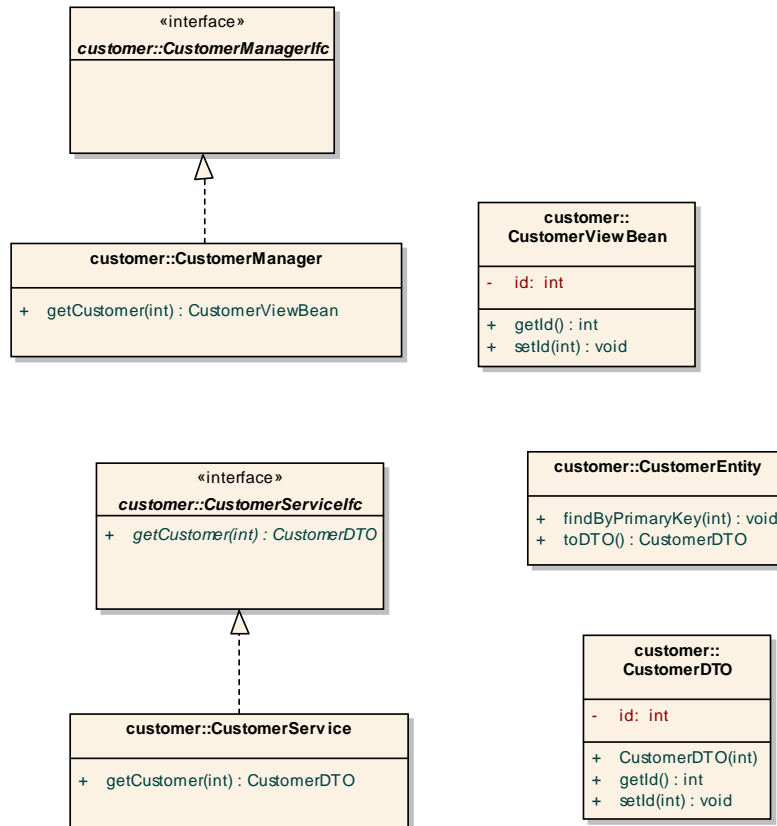 «interface»
customer::CustomerManagerIfc
customer::CustomerManager
+ getCustomer(int) : CustomerViewBean
customer::
CustomerViewBean
- id: int
+ getId() : int
+ setId(int) : void
«interface»
customer::CustomerServiceIfc
+ getCustomer(int) : CustomerDTO
customer::CustomerEntity
+ findByPrimaryKey(int) : void
+ toDTO() : CustomerDTO
customer::CustomerService
+ getCustomer(int) : CustomerDTO
customer::
CustomerDTO
- id: int
+ CustomerDTO(int)
+ getId() : int
+ setId(int) : void